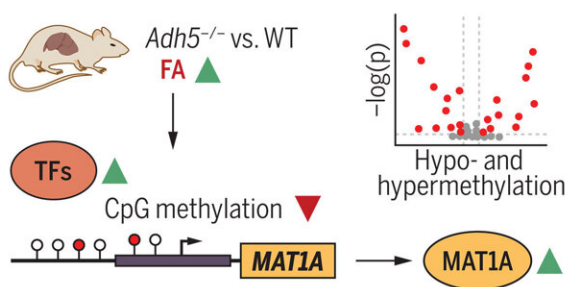 Adh5⁻/⁻ vs. WT
FA
TFs
CpG methylation
MAT1A
MAT1A
−log(p)
Hypo- and
hypermethylation